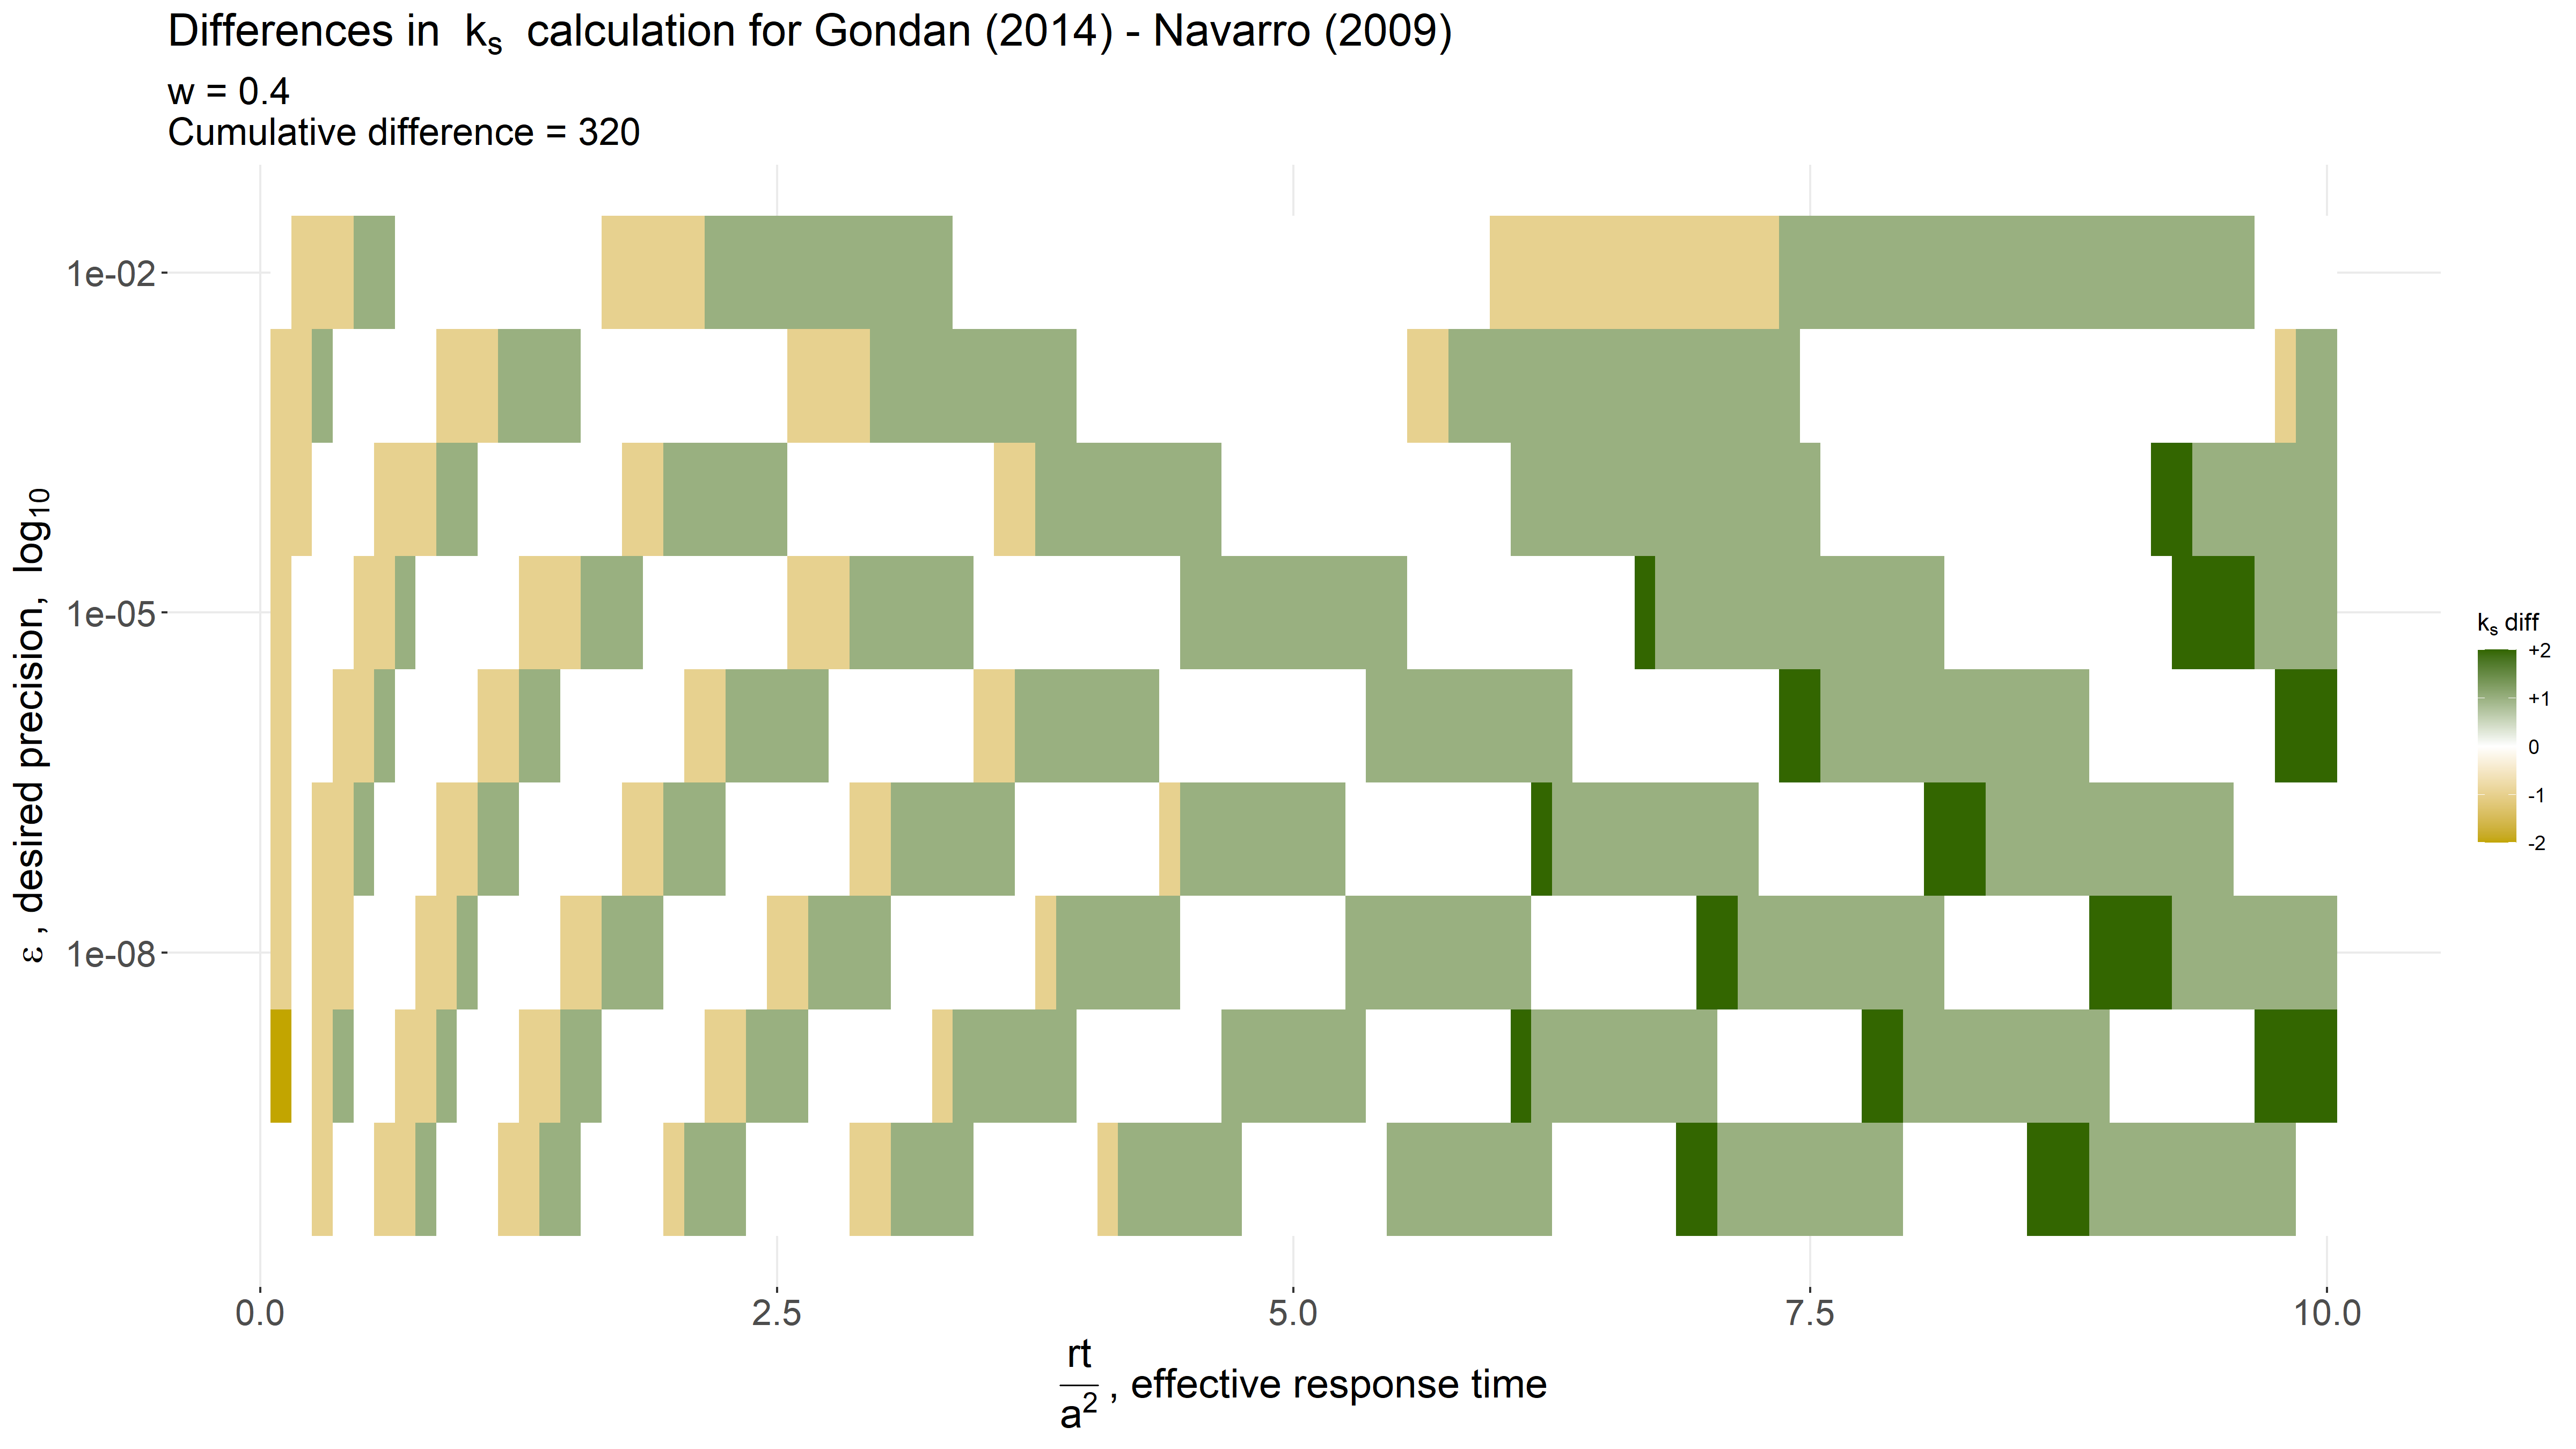 Differences in kₛ calculation for Gondan (2014) - Navarro (2009)
w = 0.4
Cumulative difference = 320
ε , desired precision, log₁₀
1e-02
1e-05
1e-08
0.0 2.5 5.0 7.5 10.0
rt
a² , effective response time
kₛ diff
+2
+1
0
-1
-2